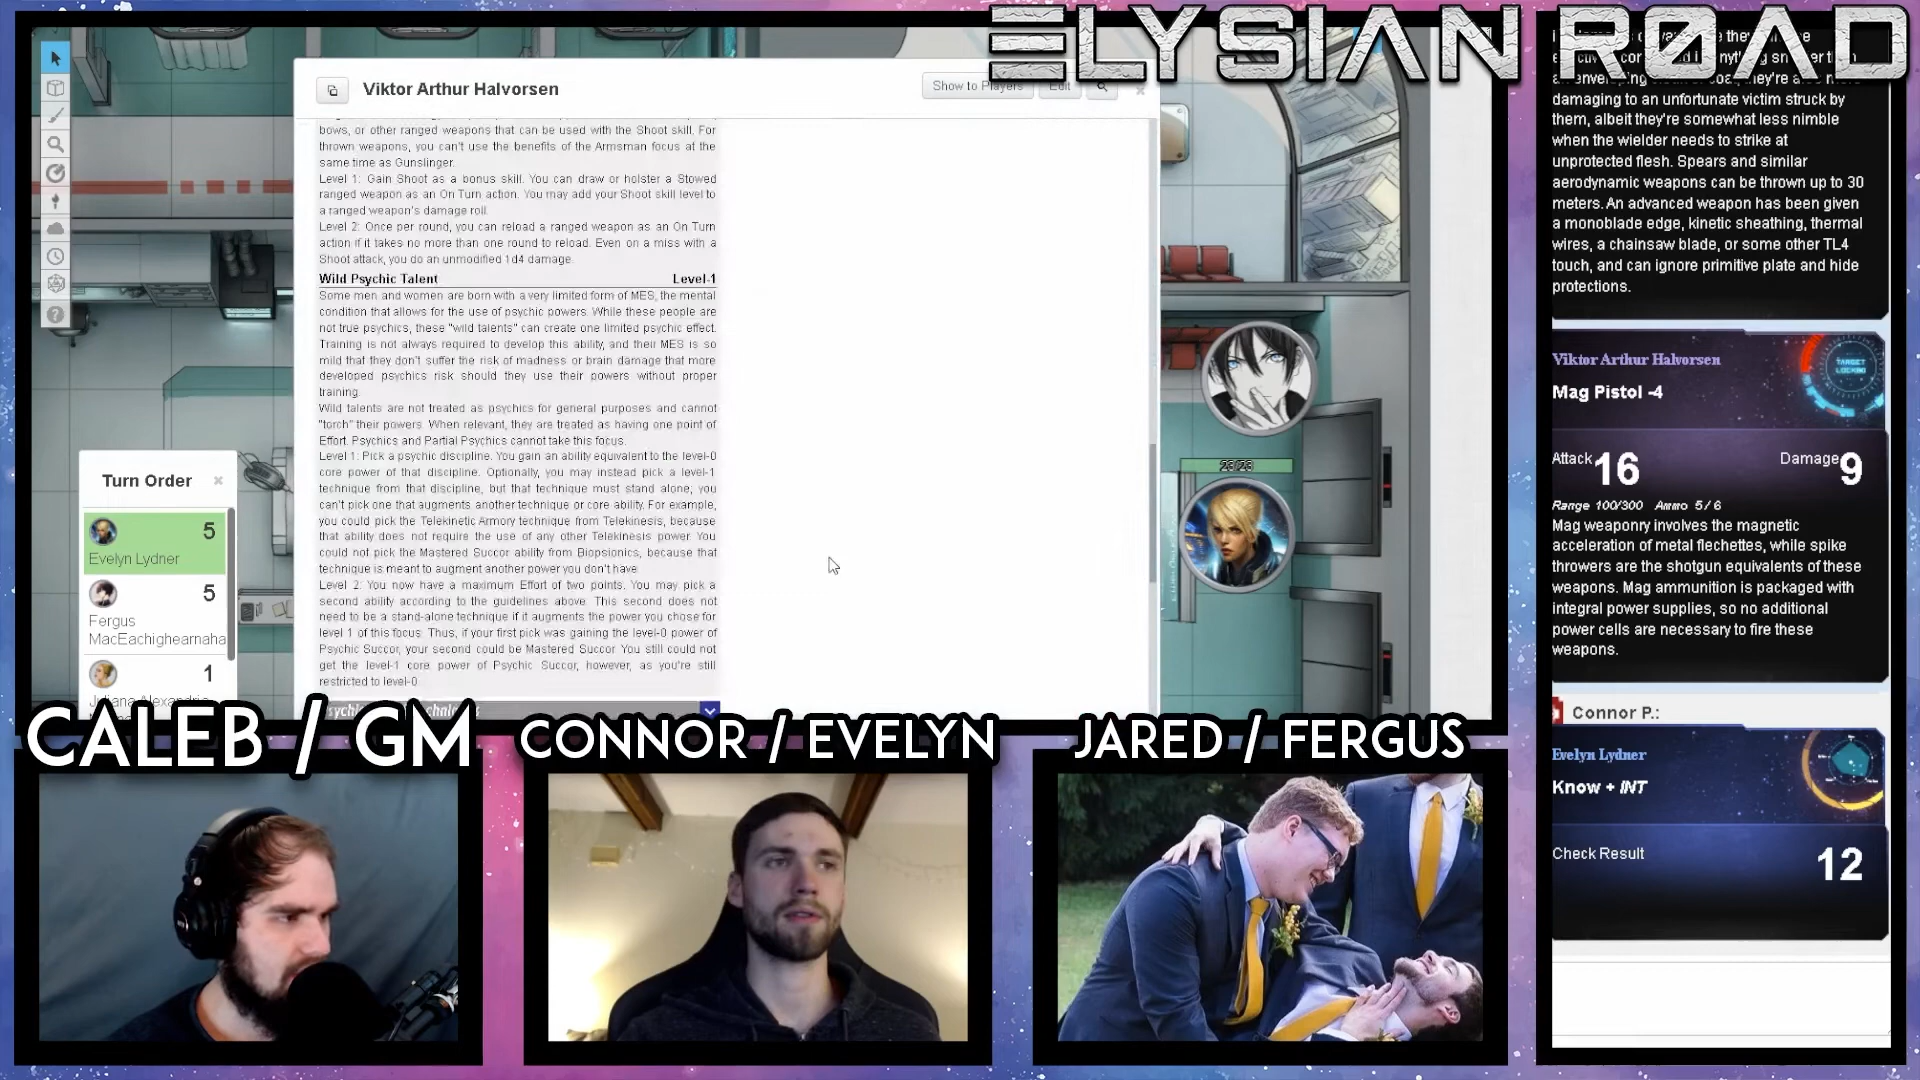 ELYSIAN RØAD
Viktor Arthur Halvorsen
Show to Players
Edit
bows, or other ranged weapons that can be used with the Shoot skill. For
thrown weapons, you can't use the benefits of the Armsman focus at the
same time as Gunslinger.
Level 1: Gain Shoot as a bonus skill. You can draw or holster a Stowed
ranged weapon as an On Turn action. You may add your Shoot skill level to
a ranged weapon's damage roll.
Level 2: Once per round, you can reload a ranged weapon as an On Turn
action if it takes no more than one round to reload. Even on a miss with a
Shoot attack, you do an unmodified 1d4 damage.
Wild Psychic Talent Level-1
Some men and women are born with a very limited form of MES, the mental
condition that allows for the use of psychic powers. While these people are
not true psychics, these "wild talents" can create one limited psychic effect.
Training is not always required to develop this ability, and their MES is so
mild that they don't suffer the risk of madness or brain damage that more
developed psychics risk should they use their powers without proper
training.
Wild talents are not treated as psychics for general purposes and cannot
"torch" their powers. When relevant, they are treated as having one point of
Effort. Psychics and Partial Psychics cannot take this focus.
Level 1: Pick a psychic discipline. You gain an ability equivalent to the level-0
core power of that discipline. Optionally, you may instead pick a level-1
technique from that discipline, but that technique must stand alone; you
can't pick one that augments another technique or core ability. For example,
you could pick the Telekinetic Armory technique from Telekinesis, because
that ability does not require the use of any other Telekinesis power. You
could not pick the Mastered Succor ability from Biopsionics, because that
technique is meant to augment another power you don't have.
Level 2: You now have a maximum Effort of two points. You may pick a
second ability according to the guidelines above. This second does not
need to be a stand-alone technique if it augments the power you chose for
level 1 of this focus. Thus, if your first pick was gaining the level-0 power of
Psychic Succor, your second could be Mastered Succor. You still could not
get the level-1 core power of Psychic Succor, however, as you're still
restricted to level-0.
Turn Order
Evelyn Lydner
5
Fergus
MacEachighearnaha
5
Juliana Alexandria
1
23/23
damaging to an unfortunate victim struck by
them, albeit they're somewhat less nimble
when the wielder needs to strike at
unprotected flesh. Spears and similar
aerodynamic weapons can be thrown up to 30
meters. An advanced weapon has been given
a monoblade edge, kinetic sheathing, thermal
wires, a chainsaw blade, or some other TL4
touch, and can ignore primitive plate and hide
protections.
Viktor Arthur Halvorsen
Mag Pistol -4
TARGET
LOCKED
Attack 16 Damage 9
Range 100/300 Ammo 5/6
Mag weaponry involves the magnetic
acceleration of metal flechettes, while spike
throwers are the shotgun equivalents of these
weapons. Mag ammunition is packaged with
integral power supplies, so no additional
power cells are necessary to fire these
weapons.
Connor P.:
Evelyn Lydner
Know + INT
Check Result 12
CALEB / GM
CONNOR / EVELYN
JARED / FERGUS